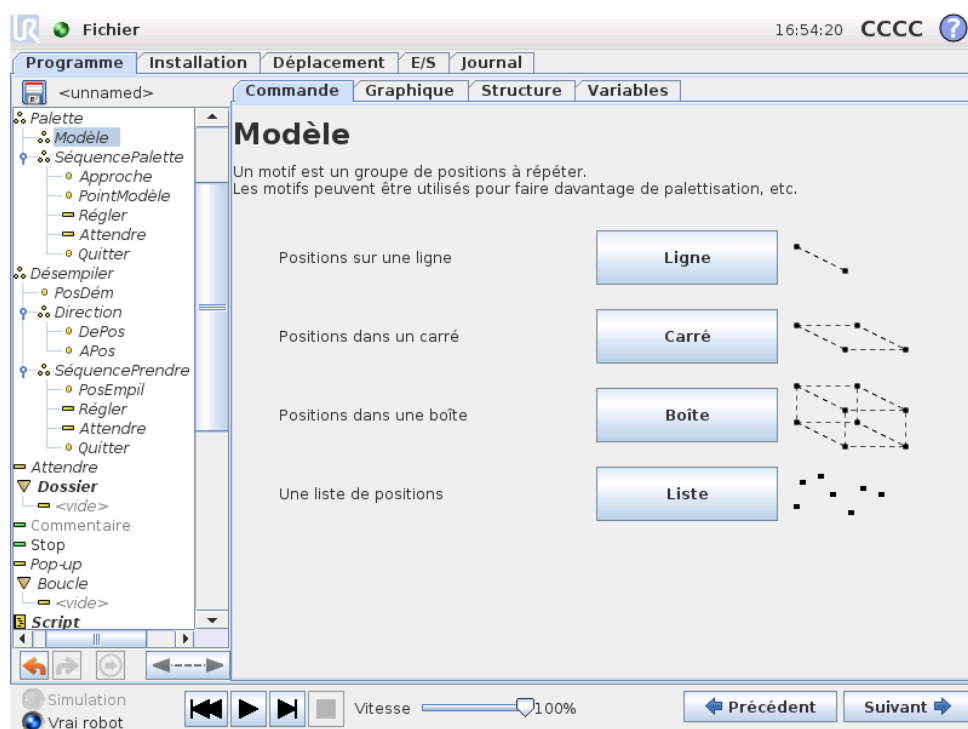 UR Fichier 16:54:20 CCCC ?
Programme Installation Déplacement E/S Journal
<unnamed>
Commande Graphique Structure Variables
Palette
Modèle
SéquencePalette
Approche
PointModèle
Régler
Attendre
Quitter
Désempiler
PosDém
Direction
DePos
APos
SéquencePrendre
PosEmpil
Régler
Attendre
Quitter
Attendre
Dossier
<vide>
Commentaire
Stop
Pop-up
Boucle
<vide>
Script
Modèle
Un motif est un groupe de positions à répéter.
Les motifs peuvent être utilisés pour faire davantage de palettisation, etc.
Positions sur une ligne Ligne
Positions dans un carré Carré
Positions dans une boîte Boîte
Une liste de positions Liste
Simulation
Vrai robot
Vitesse 100%
Précédent Suivant